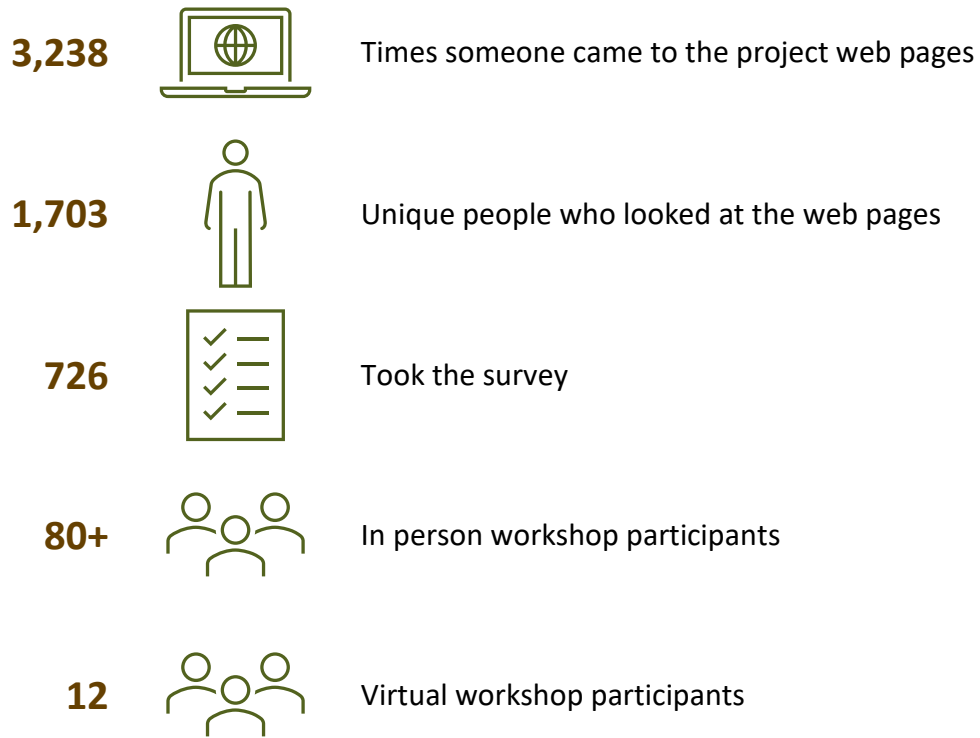 3,238 Times someone came to the project web pages
1,703 Unique people who looked at the web pages
726 Took the survey
80+ In person workshop participants
12 Virtual workshop participants